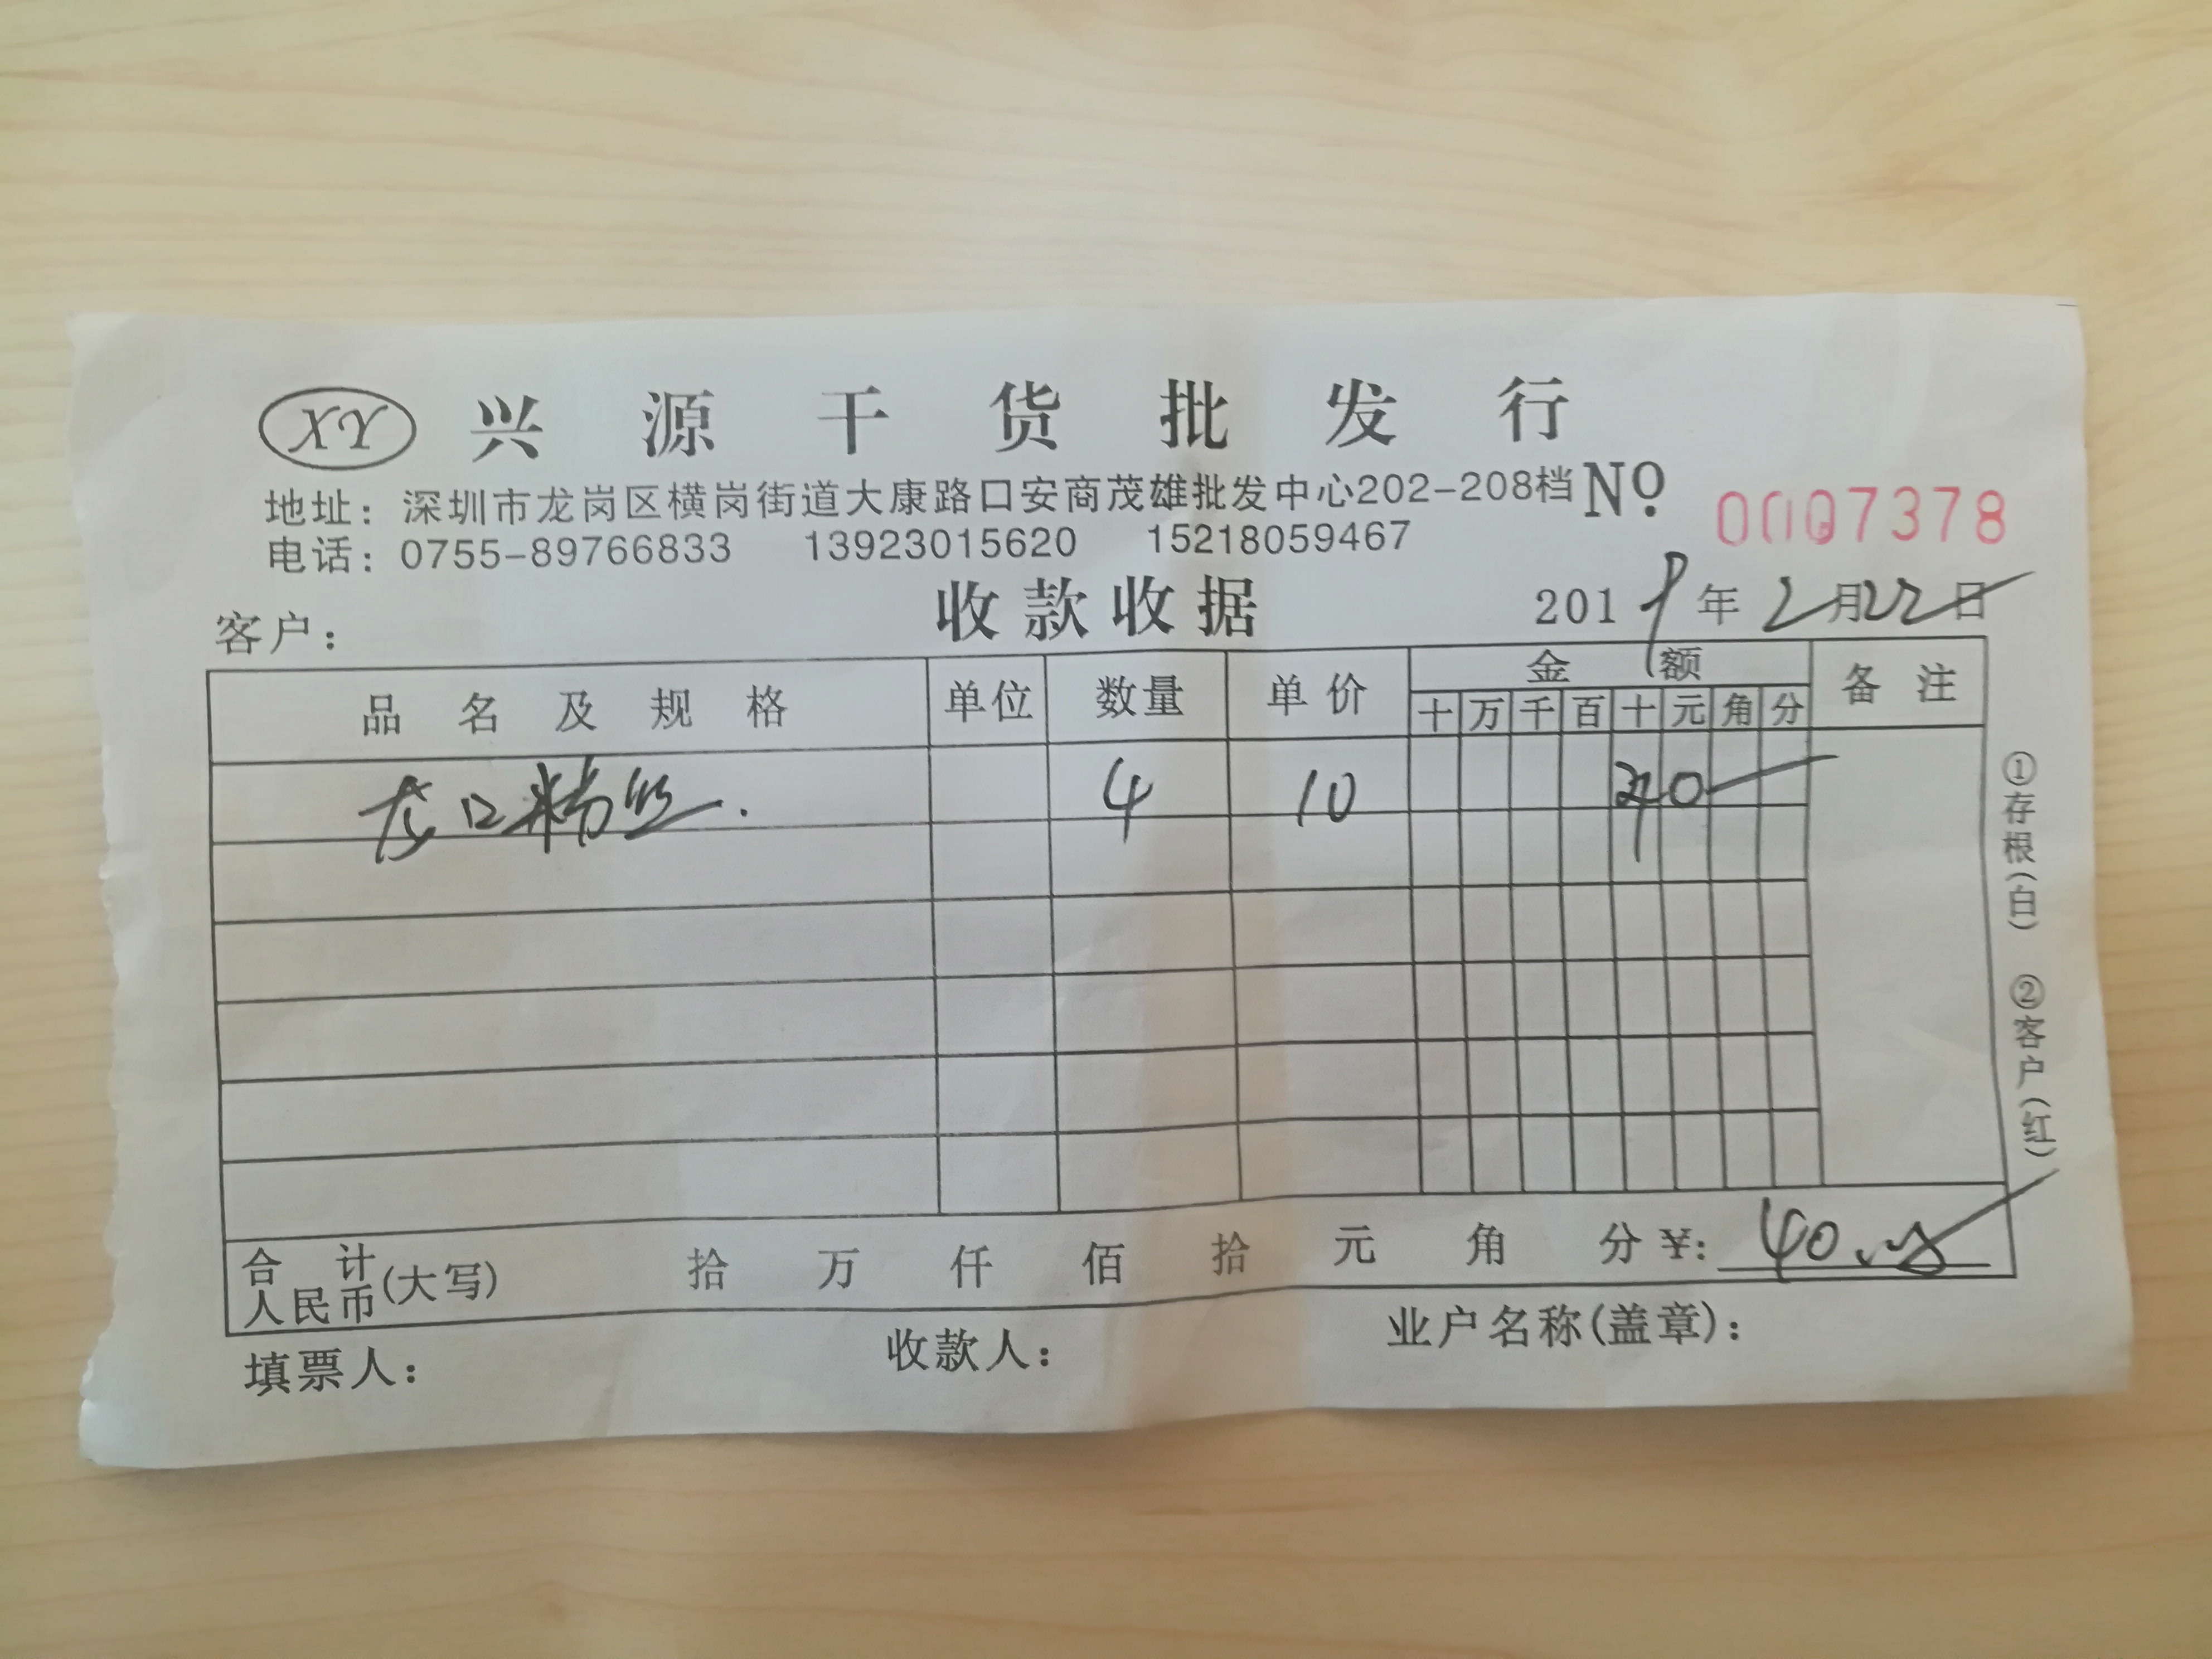 XY 兴源干货批发行
地址：深圳市龙岗区横岗街道大康路口安商茂雄批发中心202-208档 No 0007378
电话：0755-89766833 13923015620 15218059467
收款收据 2019年2月22日
客户：
品名及规格 单位 数量 单价 金额 备注
十 万 千 百 十 元 角 分
龙口粉丝. 4 10 40
①存根(白) ②客户(红)
合计人民币(大写) 拾 万 仟 佰 拾 元 角 分 ¥: 40.00
填票人： 收款人： 业户名称(盖章)：